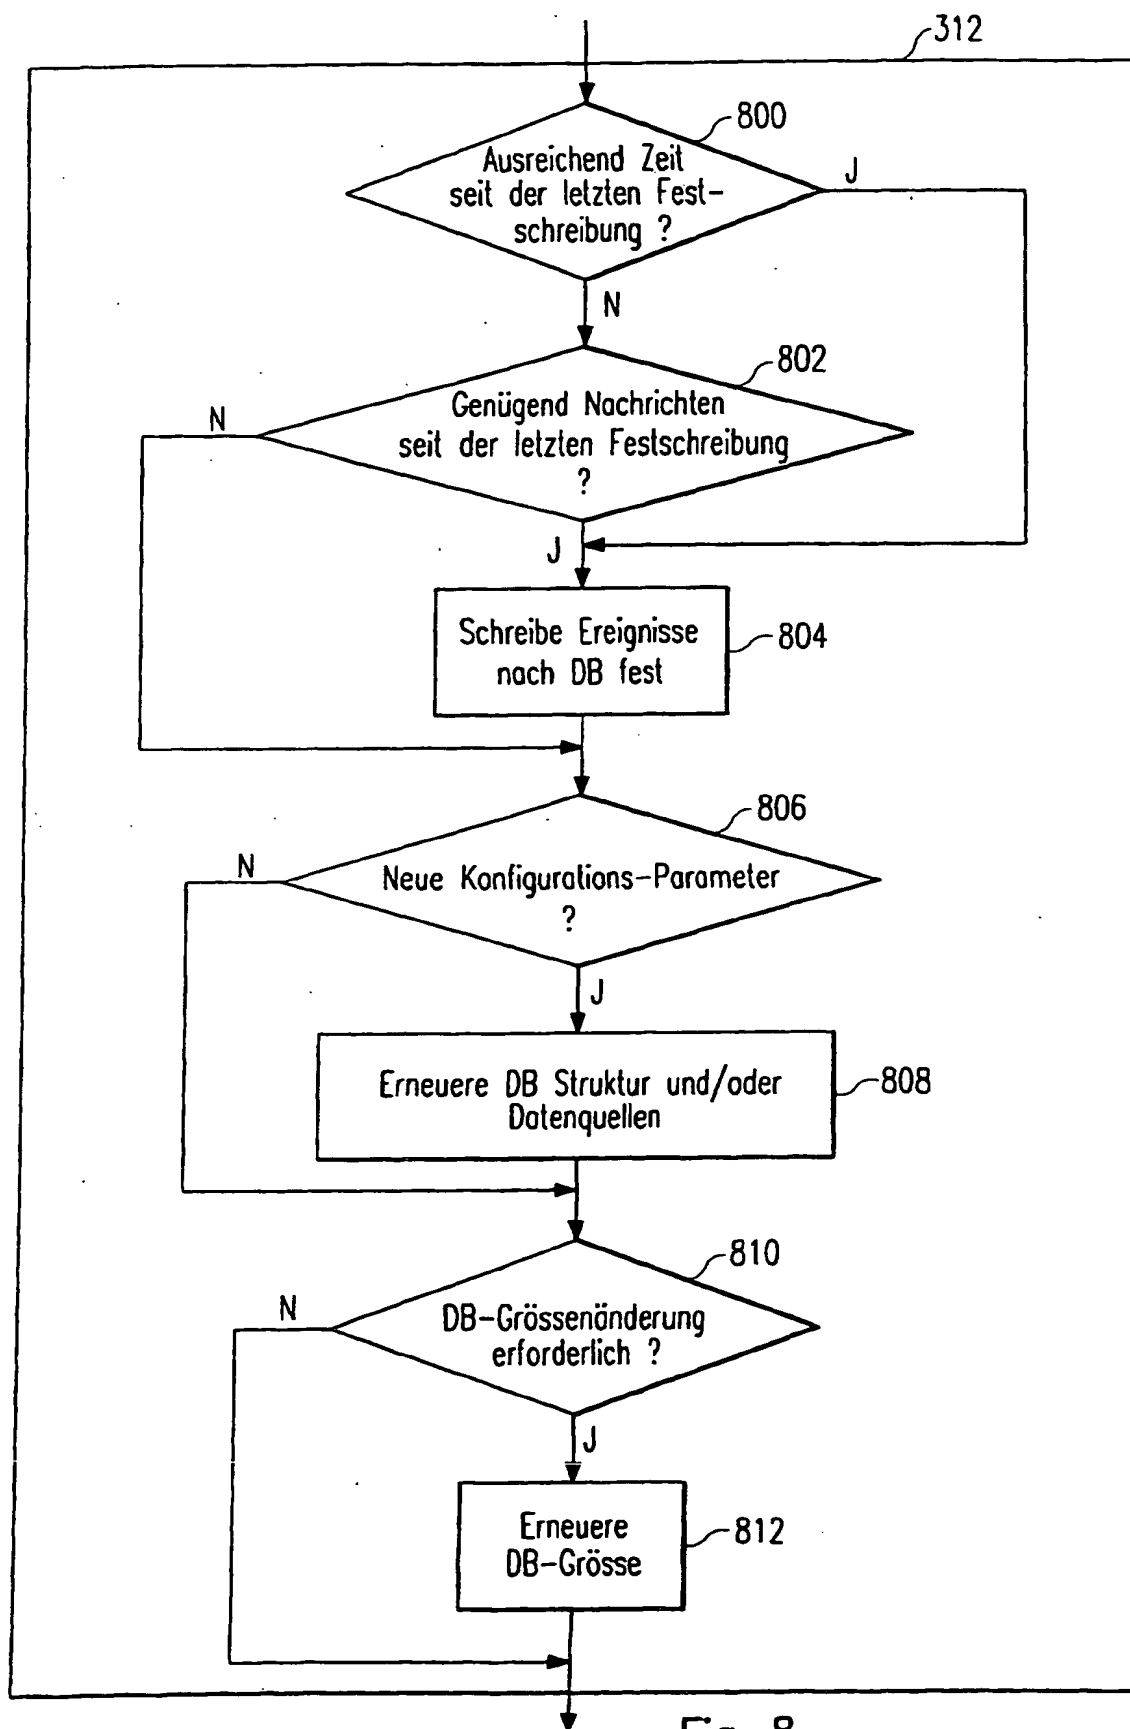 312
800
Ausreichend Zeit
seit der letzten Fest-
schreibung ?
J
N
802
Genügend Nachrichten
seit der letzten Festschreibung
?
N
J
Schreibe Ereignisse
nach DB fest
804
806
Neue Konfigurations-Parameter
?
N
J
Erneuere DB Struktur und/oder
Datenquellen
808
810
DB-Grössenänderung
erforderlich ?
N
J
Erneuere
DB-Grösse
812
Fig. 8